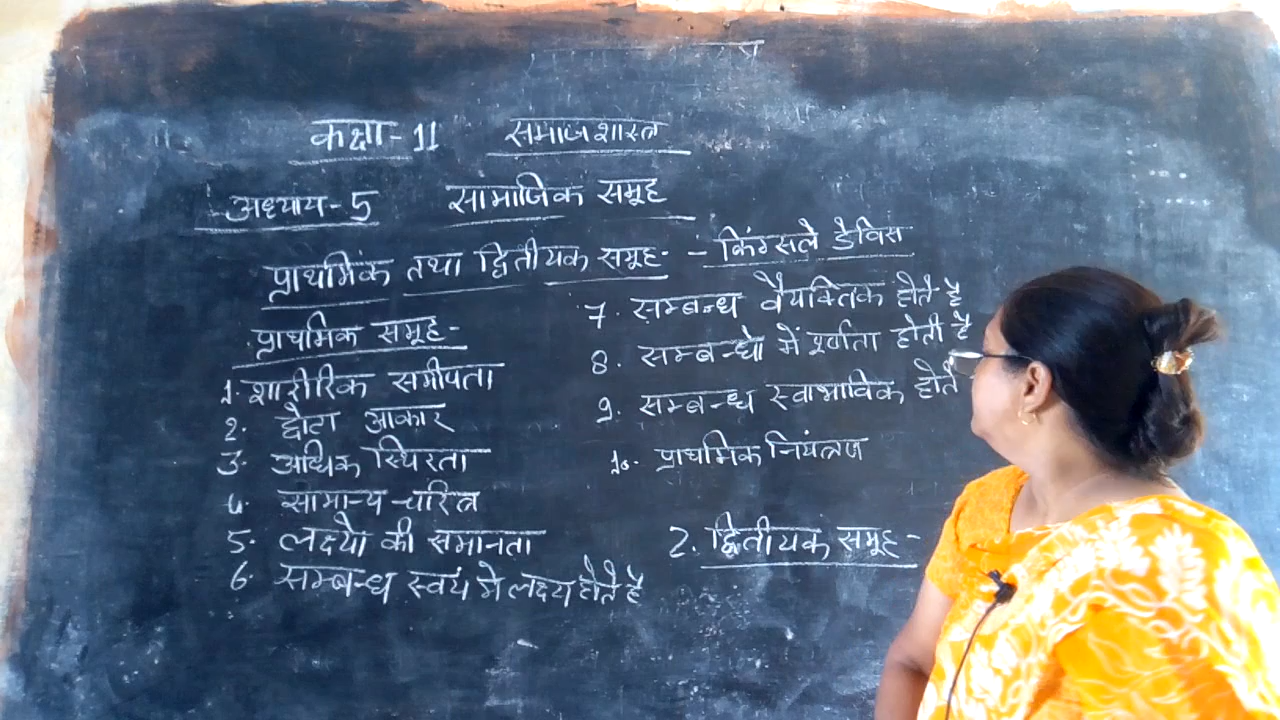 कक्षा-11 समाजशास्त्र
अध्याय-5 सामाजिक समूह
प्राथमिक तथा द्वितीयक समूह- - किंग्सले डेविस
प्राथमिक समूह-
1. शारीरिक समीपता
2. छोटा आकार
3. अधिक स्थिरता
4. सामान्य चरित्र
5. लक्ष्यो की समानता
6. सम्बन्ध स्वयं मे लक्ष्य होते है
7. सम्बन्ध वैयक्तिक होते है
8. सम्बन्धो में पूर्णता होती है
9. सम्बन्ध स्वाभाविक होते
10. प्राथमिक नियंत्रण
2. द्वितीयक समूह-